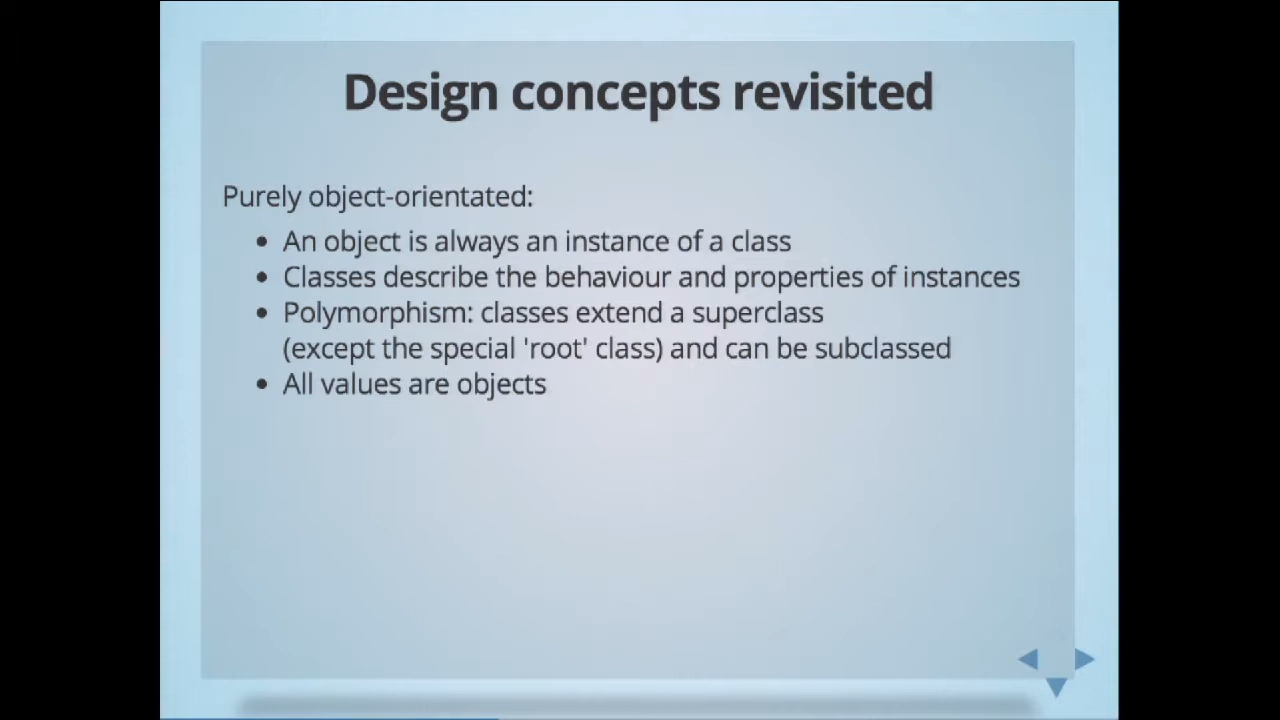 Design concepts revisited
Purely object-orientated:
• An object is always an instance of a class
• Classes describe the behaviour and properties of instances
• Polymorphism: classes extend a superclass
(except the special 'root' class) and can be subclassed
• All values are objects